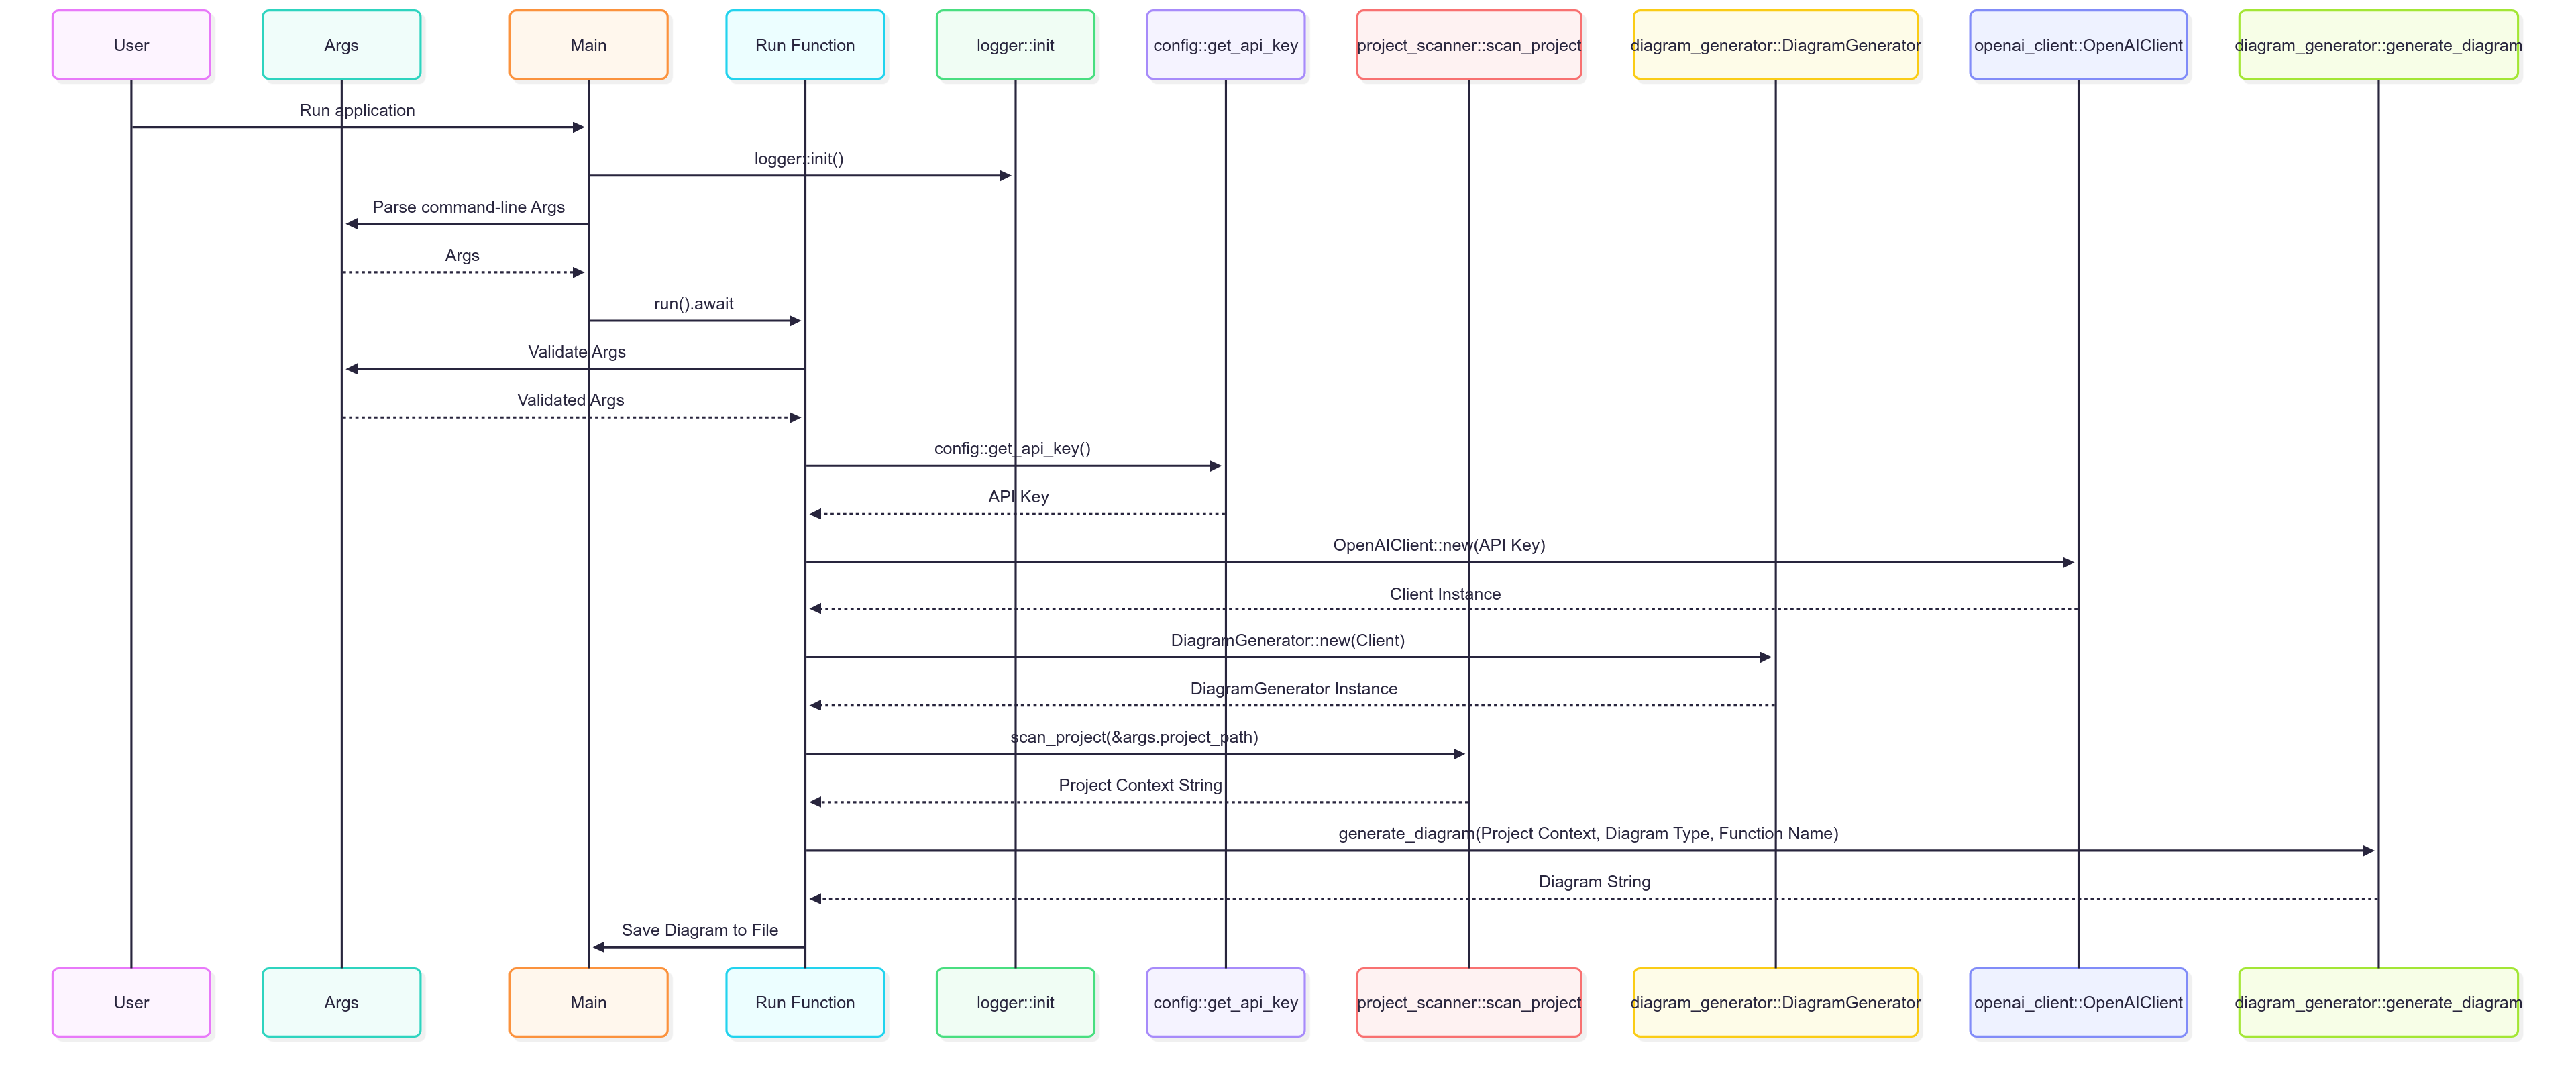 User
Args
Main
Run Function
logger::init
config::get_api_key
project_scanner::scan_project
diagram_generator::DiagramGenerator
openai_client::OpenAIClient
diagram_generator::generate_diagram
Run application
logger::init()
Parse command-line Args
Args
run().await
Validate Args
Validated Args
config::get_api_key()
API Key
OpenAIClient::new(API Key)
Client Instance
DiagramGenerator::new(Client)
DiagramGenerator Instance
scan_project(&args.project_path)
Project Context String
generate_diagram(Project Context, Diagram Type, Function Name)
Diagram String
Save Diagram to File
User
Args
Main
Run Function
logger::init
config::get_api_key
project_scanner::scan_project
diagram_generator::DiagramGenerator
openai_client::OpenAIClient
diagram_generator::generate_diagram